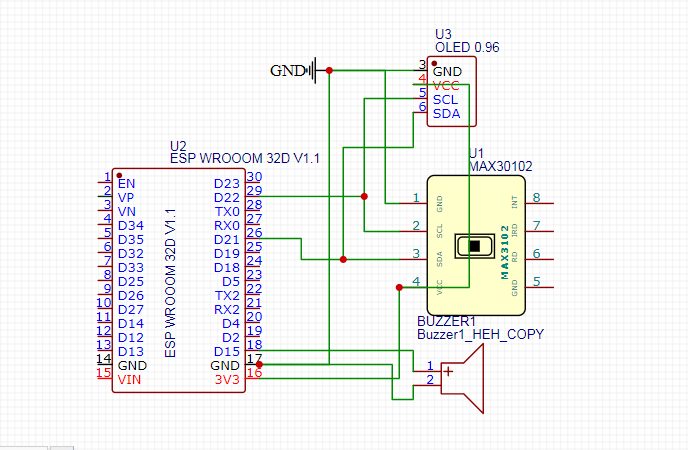 U3
OLED 0.96
GND
3 GND
4 VCC
5 SCL
6 SDA
U1
MAX30102
U2
ESP WROOOM 32D V1.1
1 EN D23 30
2 VP D22 29
3 VN TX0 28
4 D34 RX0 27
5 D35 D21 26
6 D32 D19 25
7 D33 D18 24
8 D25 D5 23
9 D26 TX2 22
10 D27 RX2 21
11 D14 D4 20
12 D12 D2 19
13 D13 D15 18
14 GND GND 17
15 VIN 3V3 16
ESP WROOOM 32D V1.1
1 GND INT 8
2 SCL IRD 7
3 SDA RD 6
4 VCC GND 5
MAX3102
BUZZER1
Buzzer1_HEH_COPY
1 +
2